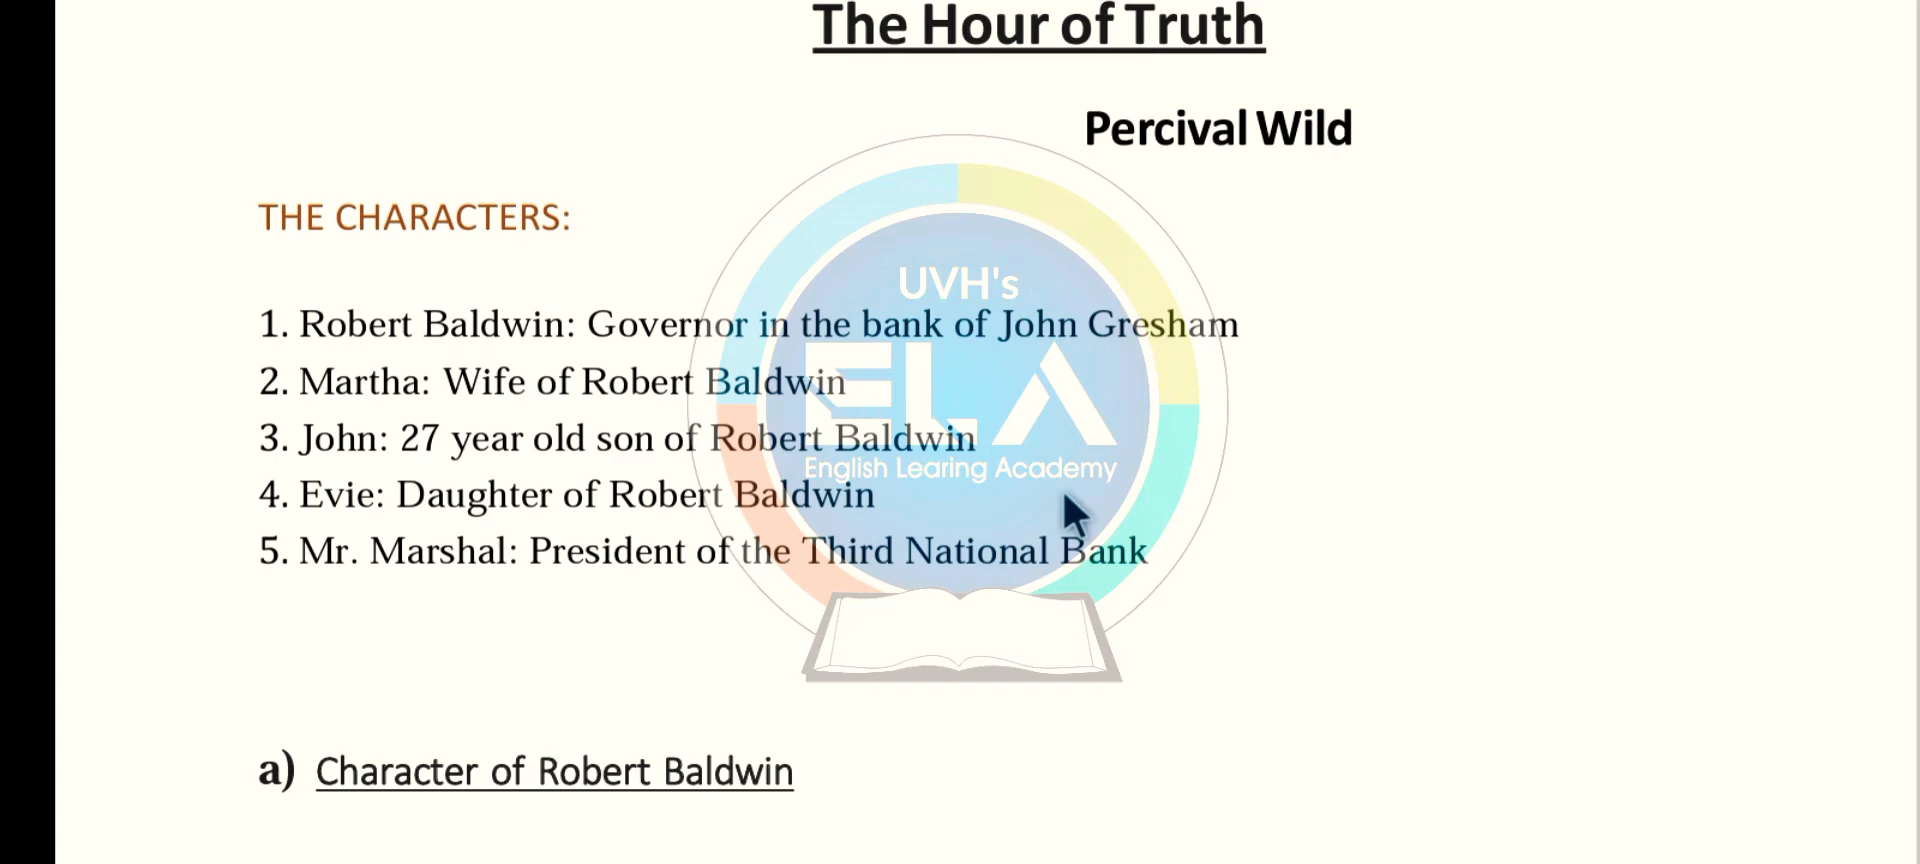 The Hour of Truth
Percival Wild
THE CHARACTERS:
UVH's
1. Robert Baldwin: Governor in the bank of John Gresham
ELA
2. Martha: Wife of Robert Baldwin
3. John: 27 year old son of Robert Baldwin
English Learing Academy
4. Evie: Daughter of Robert Baldwin
5. Mr. Marshal: President of the Third National Bank
a) Character of Robert Baldwin